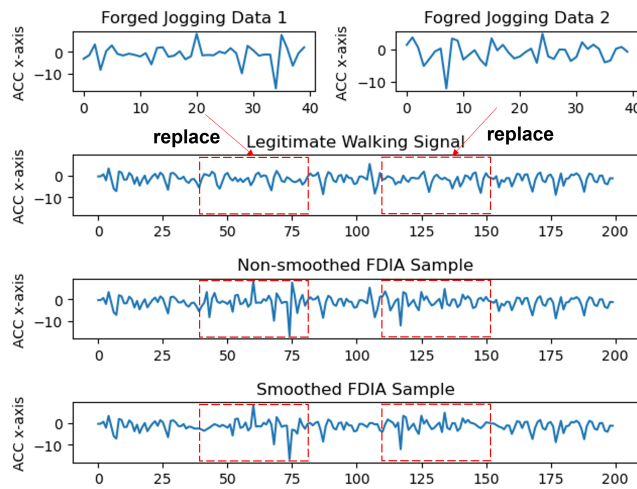 Forged Jogging Data 1
Fogred Jogging Data 2
ACC x-axis
0
−10
0 10 20 30 40
ACC x-axis
0
−10
0 10 20 30 40
replace
replace
Legitimate Walking Signal
ACC x-axis
0
−10
0 25 50 75 100 125 150 175 200
Non-smoothed FDIA Sample
ACC x-axis
0
−10
0 25 50 75 100 125 150 175 200
Smoothed FDIA Sample
ACC x-axis
0
−10
0 25 50 75 100 125 150 175 200